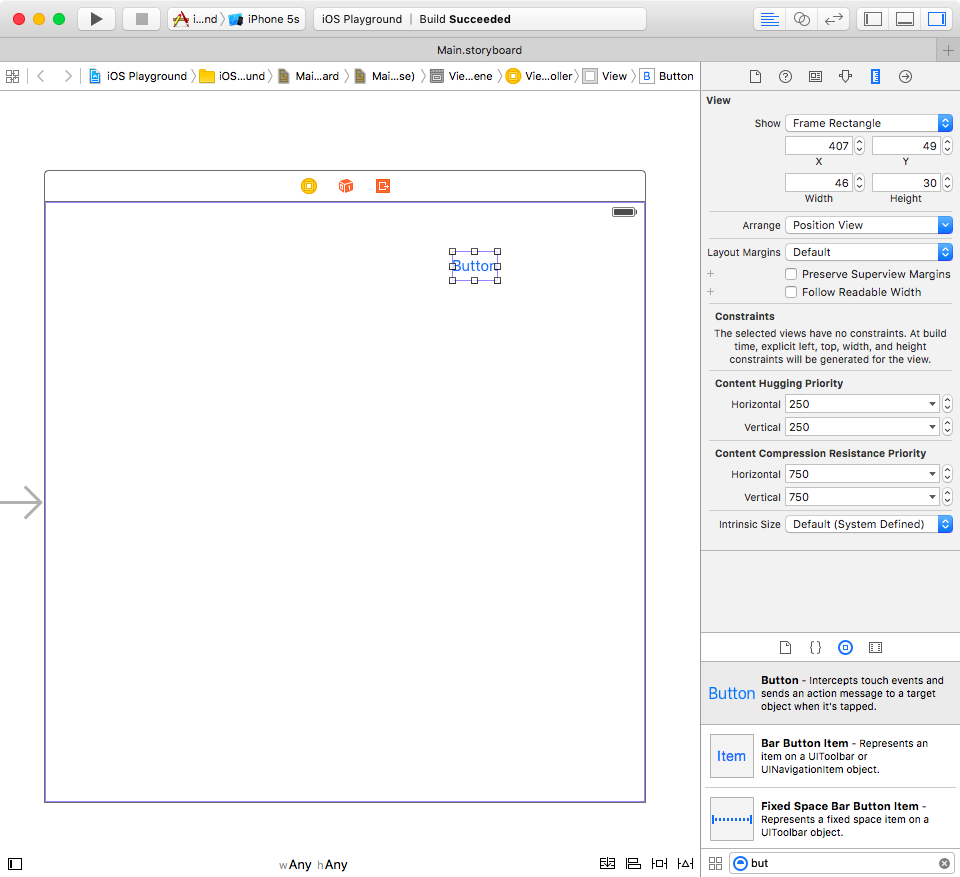 i...nd iPhone 5s
iOS Playground | Build Succeeded
Main.storyboard
iOS Playground iOS...und Mai...ard Mai...se) Vie...ene Vie...oller) View B Button
View
Show Frame Rectangle
407 49
X Y
46 30
Width Height
Arrange Position View
Layout Margins Default
Preserve Superview Margins
Follow Readable Width
Constraints
The selected views have no constraints. At build
time, explicit left, top, width, and height
constraints will be generated for the view.
Content Hugging Priority
Horizontal 250
Vertical 250
Content Compression Resistance Priority
Horizontal 750
Vertical 750
Intrinsic Size Default (System Defined)
Button
Button
Button - Intercepts touch events and
sends an action message to a target
object when it's tapped.
Item
Bar Button Item - Represents an
item on a UIToolbar or
UINavigationItem object.
Fixed Space Bar Button Item -
Represents a fixed space item on a
UIToolbar object.
wAny hAny
but